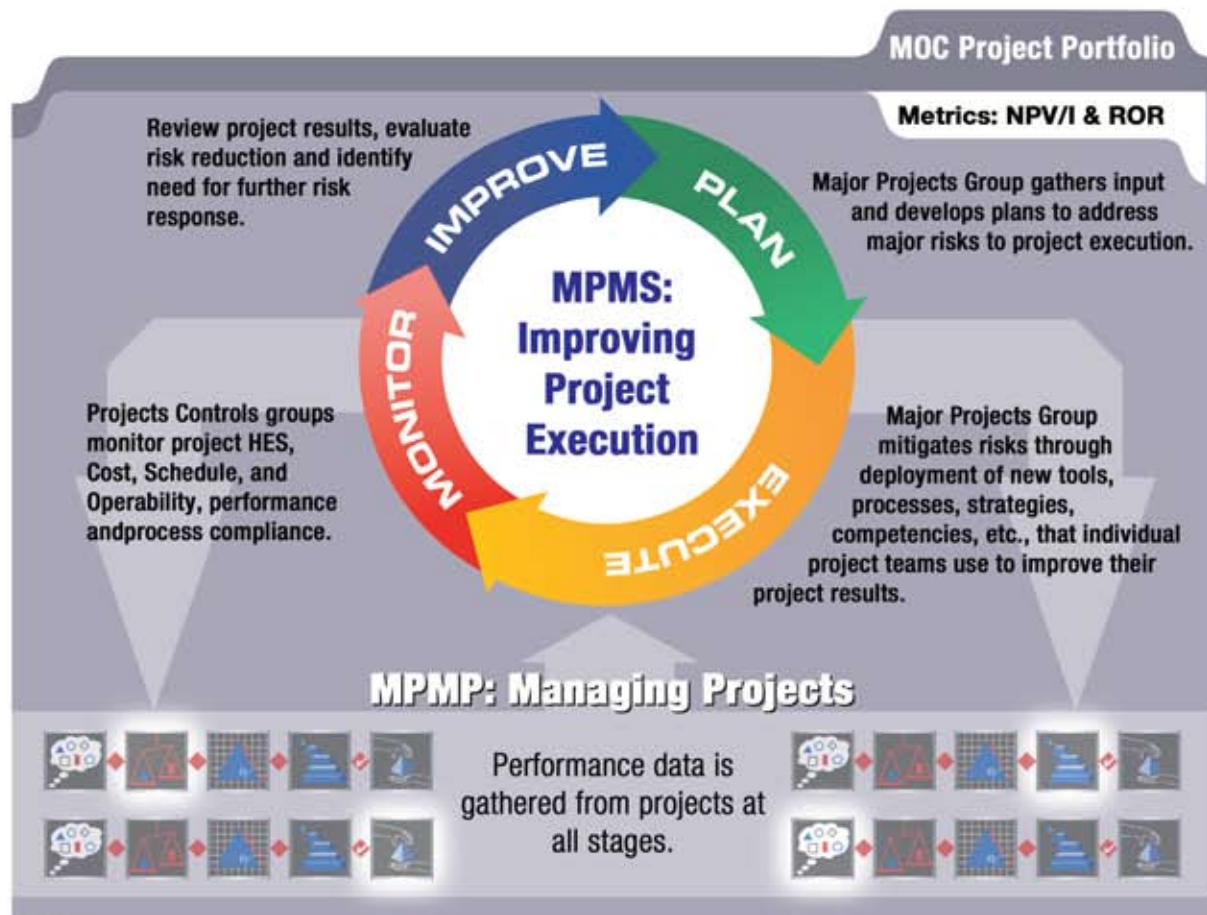 MOC Project Portfolio
Metrics: NPV/I & ROR
Review project results, evaluate
risk reduction and identify
need for further risk
response.
IMPROVE
PLAN
Major Projects Group gathers input
and develops plans to address
major risks to project execution.
MPMS:
Improving
Project
Execution
MONITOR
EXECUTE
Projects Controls groups
monitor project HES,
Cost, Schedule, and
Operability, performance
andprocess compliance.
Major Projects Group
mitigates risks through
deployment of new tools,
processes, strategies,
competencies, etc., that individual
project teams use to improve their
project results.
MPMP: Managing Projects
Performance data is
gathered from projects at
all stages.